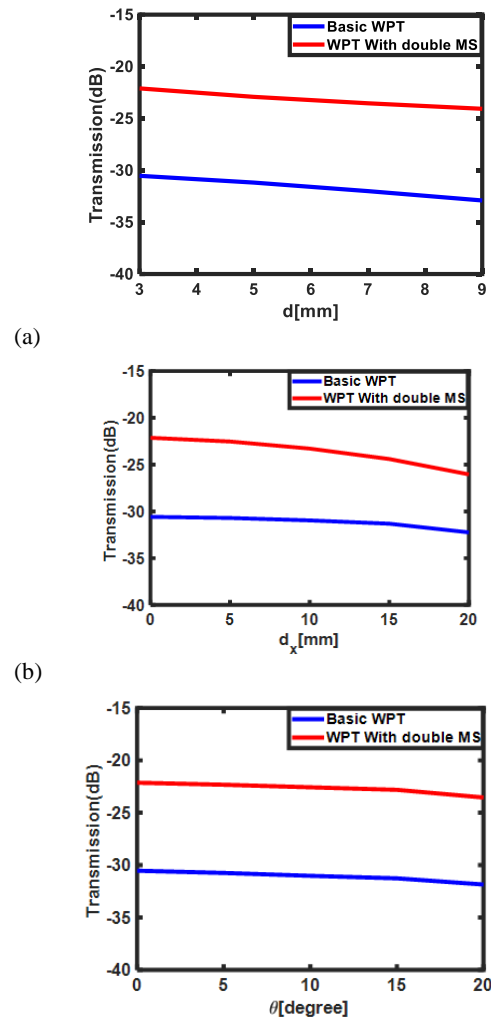 -15
Basic WPT
WPT With double MS
-20
-25
-30
-35
-40
Transmission(dB)
3 4 5 6 7 8 9
d[mm]
(a)
-15
Basic WPT
WPT With double MS
-20
-25
-30
-35
-40
Transmission(dB)
0 5 10 15 20
d_x[mm]
(b)
-15
Basic WPT
WPT With double MS
-20
-25
-30
-35
-40
Transmission(dB)
0 5 10 15 20
θ[degree]